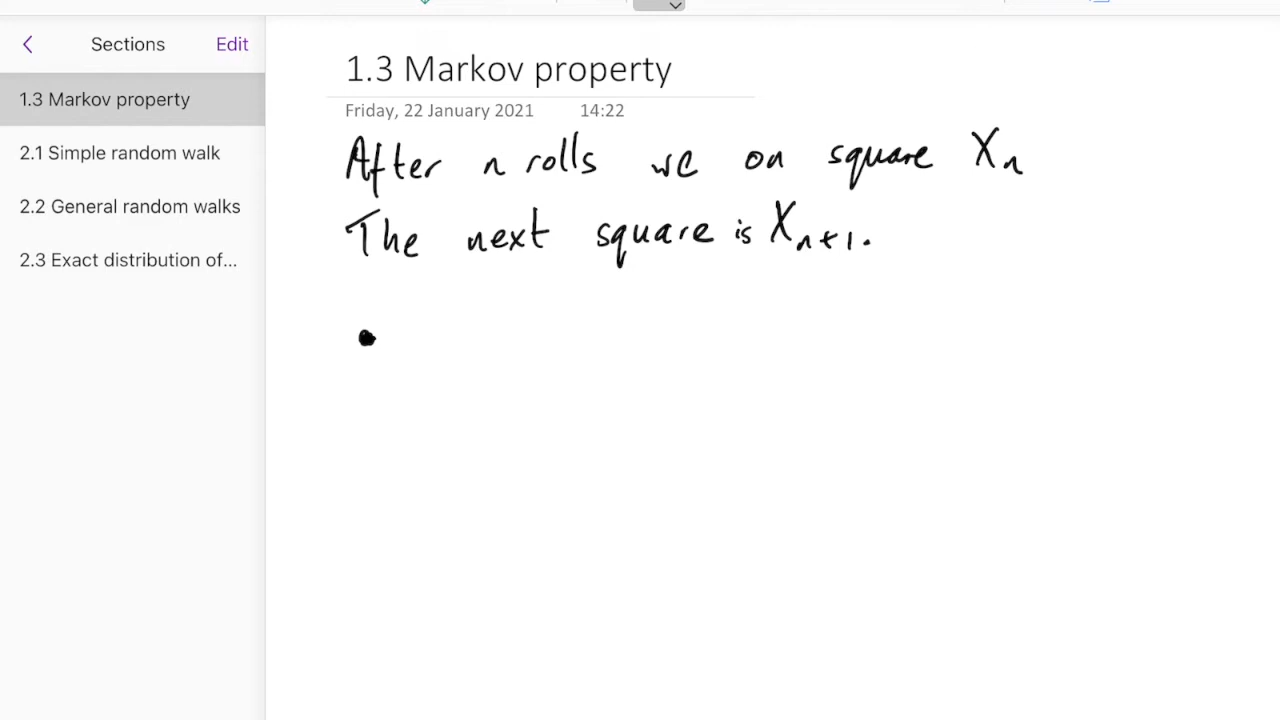 Sections
Edit
1.3 Markov property
2.1 Simple random walk
2.2 General random walks
2.3 Exact distribution of...
1.3 Markov property
Friday, 22 January 2021 14:22
After n rolls we on square Xₙ
The next square is Xₙ₊₁.